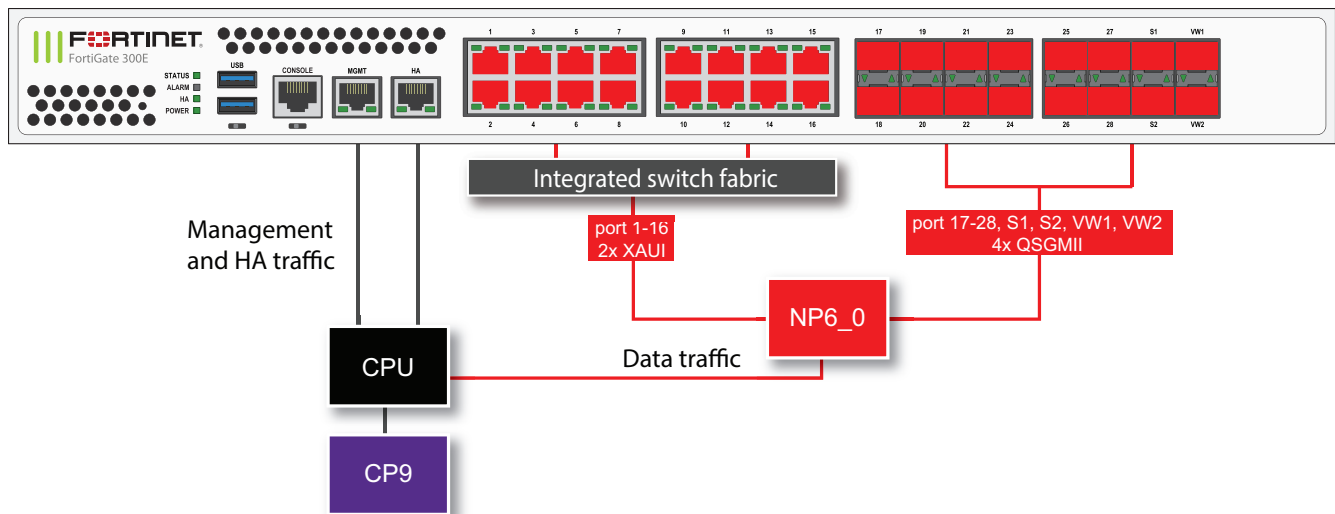 FORTINET
FortiGate 300E
STATUS
ALARM
HA
POWER
USB
CONSOLE
MGMT
HA
1 3 5 7
2 4 6 8
9 11 13 15
10 12 14 16
17 19 21 23
18 20 22 24
25 27 S1 VW1
26 28 S2 VW2
Integrated switch fabric
Management
and HA traffic
port 1-16
2x XAUI
port 17-28, S1, S2, VW1, VW2
4x QSGMII
NP6_0
CPU
Data traffic
CP9